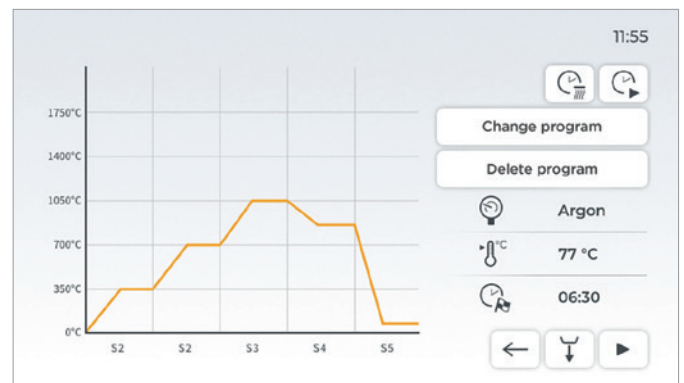 11:55
1750°C
1400°C
1050°C
700°C
350°C
0°C
S2 S2 S3 S4 S5
Change program
Delete program
Argon
°C
77 °C
06:30